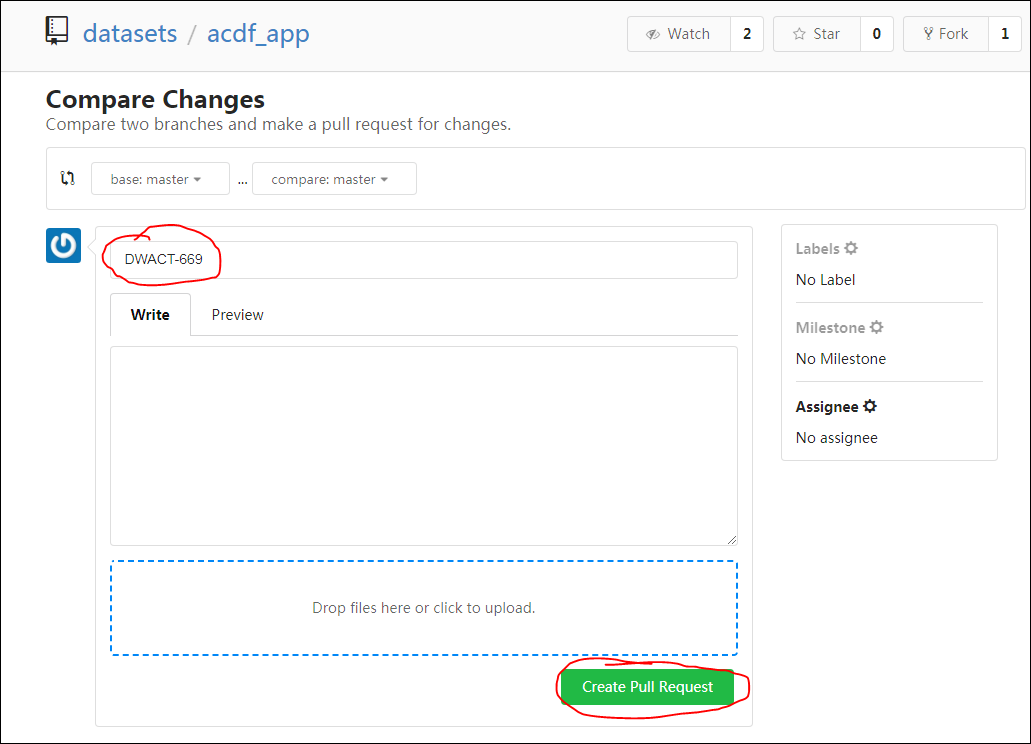 datasets / acdf_app
Watch 2 Star 0 Fork 1
Compare Changes
Compare two branches and make a pull request for changes.
base: master ... compare: master
DWACT-669
Write Preview
Drop files here or click to upload.
Create Pull Request
Labels
No Label
Milestone
No Milestone
Assignee
No assignee